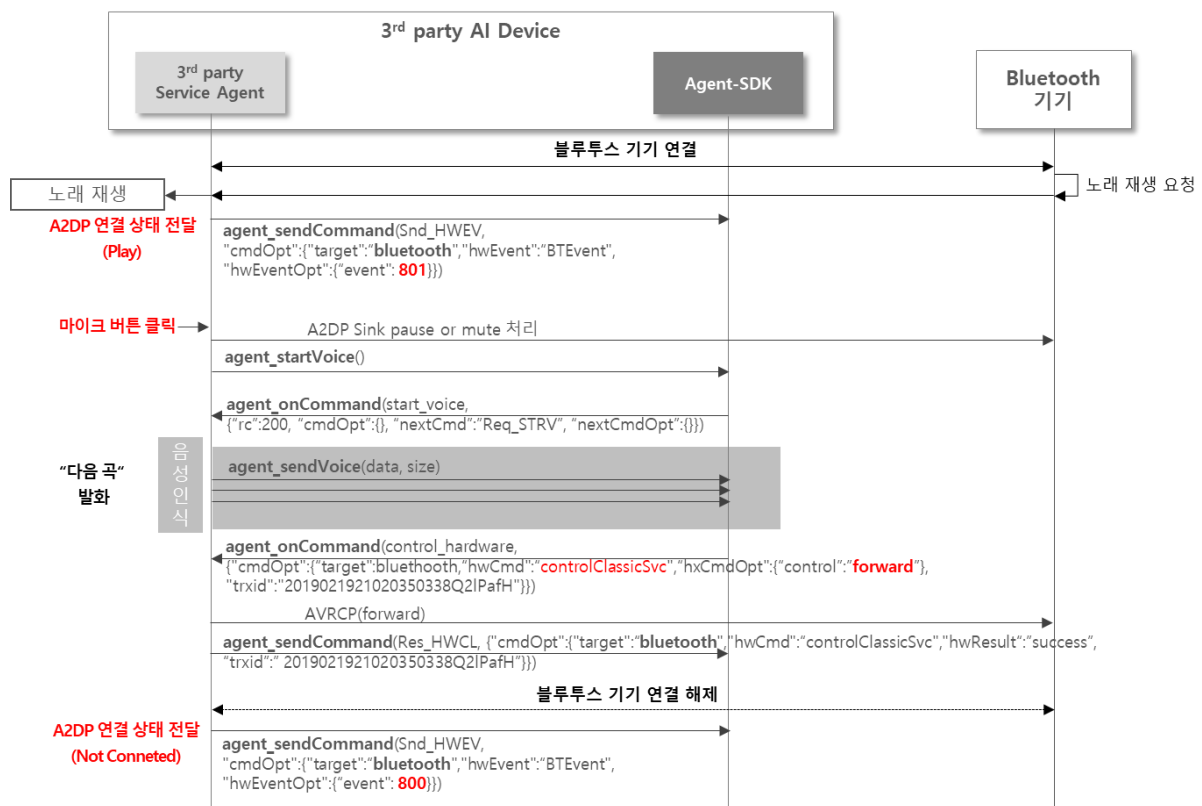 3rd party AI Device
3rd party
Service Agent
Agent-SDK
Bluetooth
기기
블루투스 기기 연결
노래 재생
노래 재생 요청
A2DP 연결 상태 전달
(Play)
agent_sendCommand(Snd_HWEV,
"cmdOpt":{"target":“bluetooth","hwEvent":“BTEvent",
"hwEventOpt":{“event": 801}})
마이크 버튼 클릭
A2DP Sink pause or mute 처리
agent_startVoice()
agent_onCommand(start_voice,
{“rc":200, “cmdOpt":{}, “nextCmd":“Req_STRV”, “nextCmdOpt":{}})
“다음 곡“
발화
음
성
인
식
agent_sendVoice(data, size)
agent_onCommand(control_hardware,
{"cmdOpt":{"target":bluethooth,“hwCmd":“controlClassicSvc",“hxCmdOpt":{“control":“forward"},
"trxid":"2019021921020350338Q2lPafH"}})
AVRCP(forward)
agent_sendCommand(Res_HWCL, {"cmdOpt":{"target":“bluetooth","hwCmd":“controlClassicSvc",“hwResult“:“success”,
“trxid“:“ 2019021921020350338Q2lPafH"}})
블루투스 기기 연결 해제
A2DP 연결 상태 전달
(Not Conneted)
agent_sendCommand(Snd_HWEV,
"cmdOpt":{"target":“bluetooth","hwEvent":“BTEvent",
"hwEventOpt":{“event": 800}})